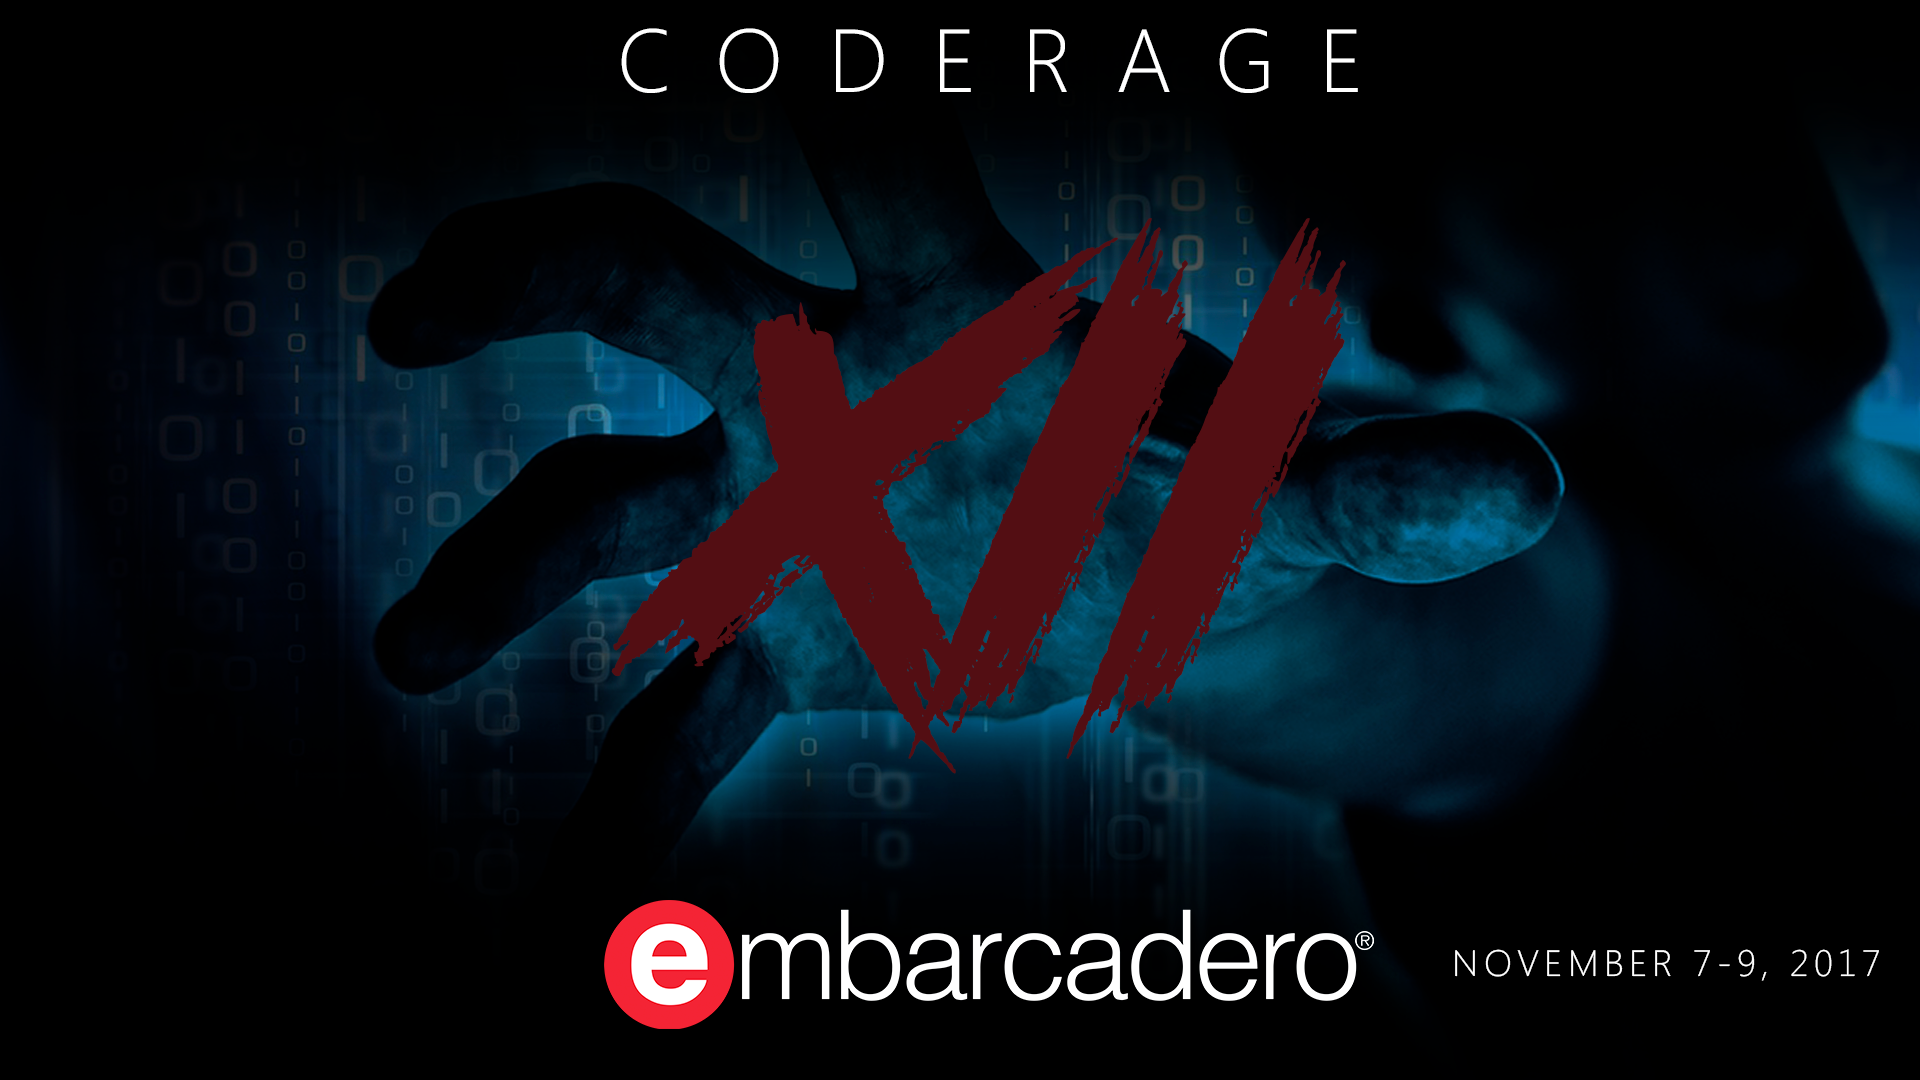 CODERAGE
XII
embarcadero®
NOVEMBER 7-9, 2017